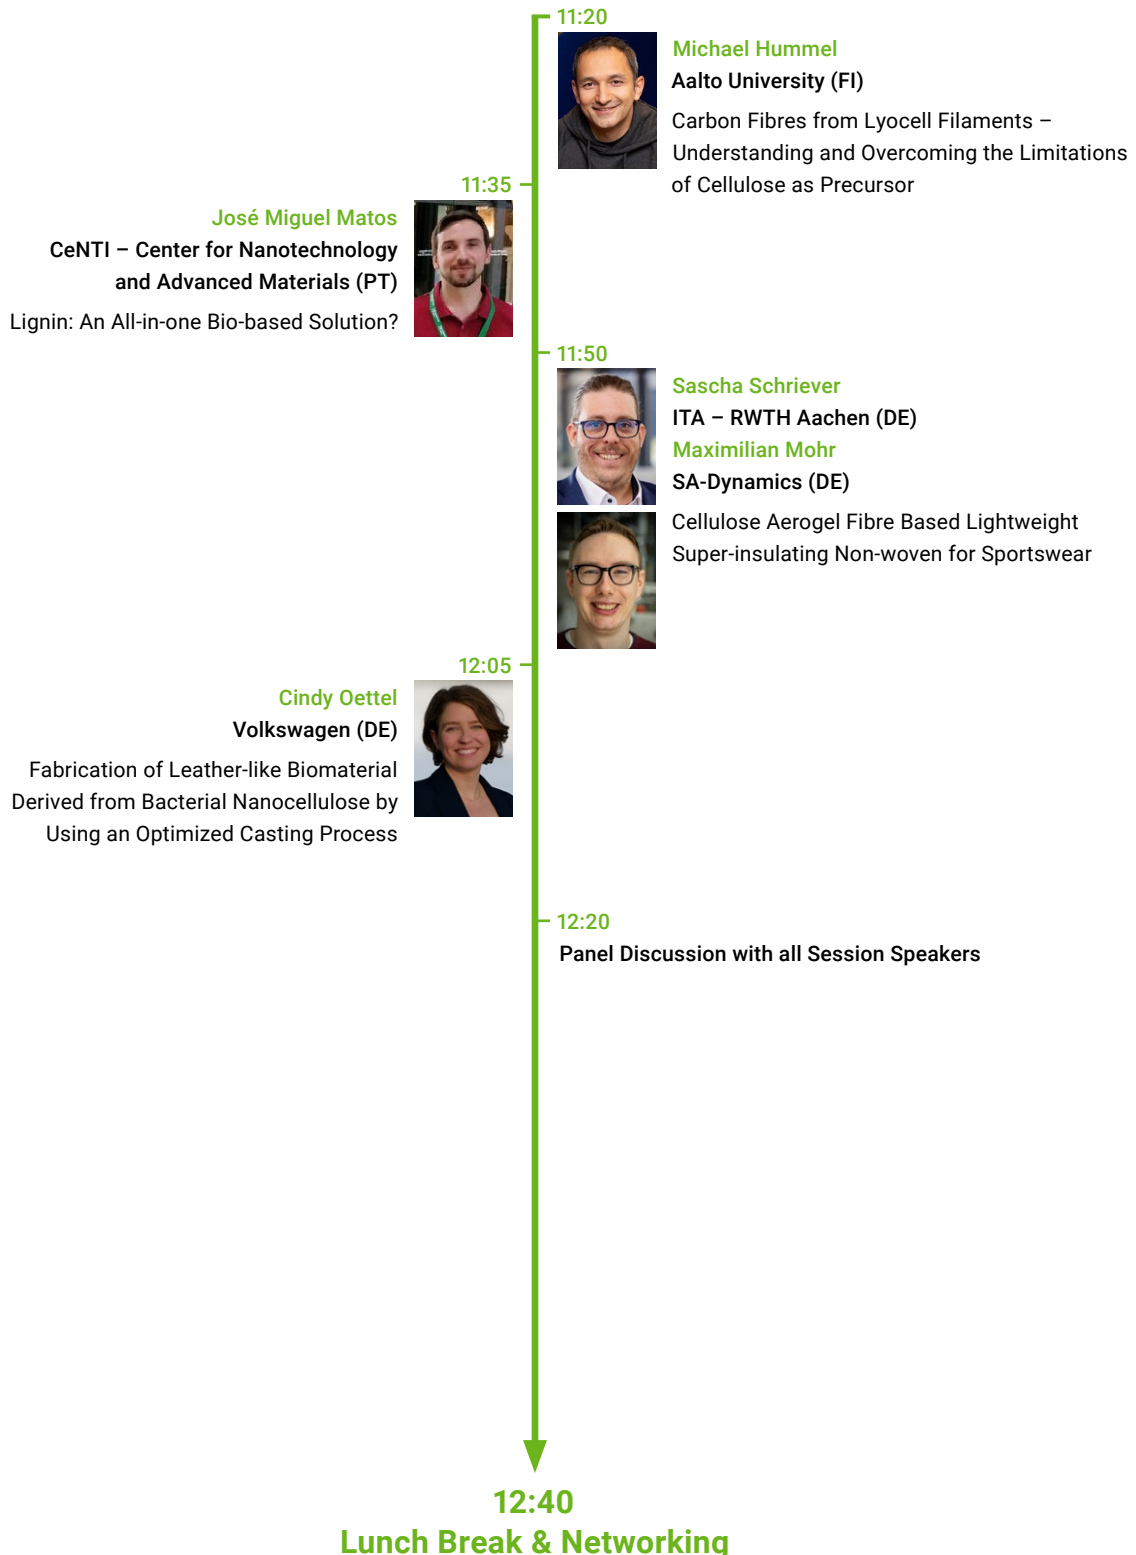 11:20
Michael Hummel
Aalto University (FI)
Carbon Fibres from Lyocell Filaments –
Understanding and Overcoming the Limitations
of Cellulose as Precursor
11:35
José Miguel Matos
CeNTI – Center for Nanotechnology
and Advanced Materials (PT)
Lignin: An All-in-one Bio-based Solution?
11:50
Sascha Schriever
ITA – RWTH Aachen (DE)
Maximilian Mohr
SA-Dynamics (DE)
Cellulose Aerogel Fibre Based Lightweight
Super-insulating Non-woven for Sportswear
12:05
Cindy Oettel
Volkswagen (DE)
Fabrication of Leather-like Biomaterial
Derived from Bacterial Nanocellulose by
Using an Optimized Casting Process
12:20
Panel Discussion with all Session Speakers
12:40
Lunch Break & Networking